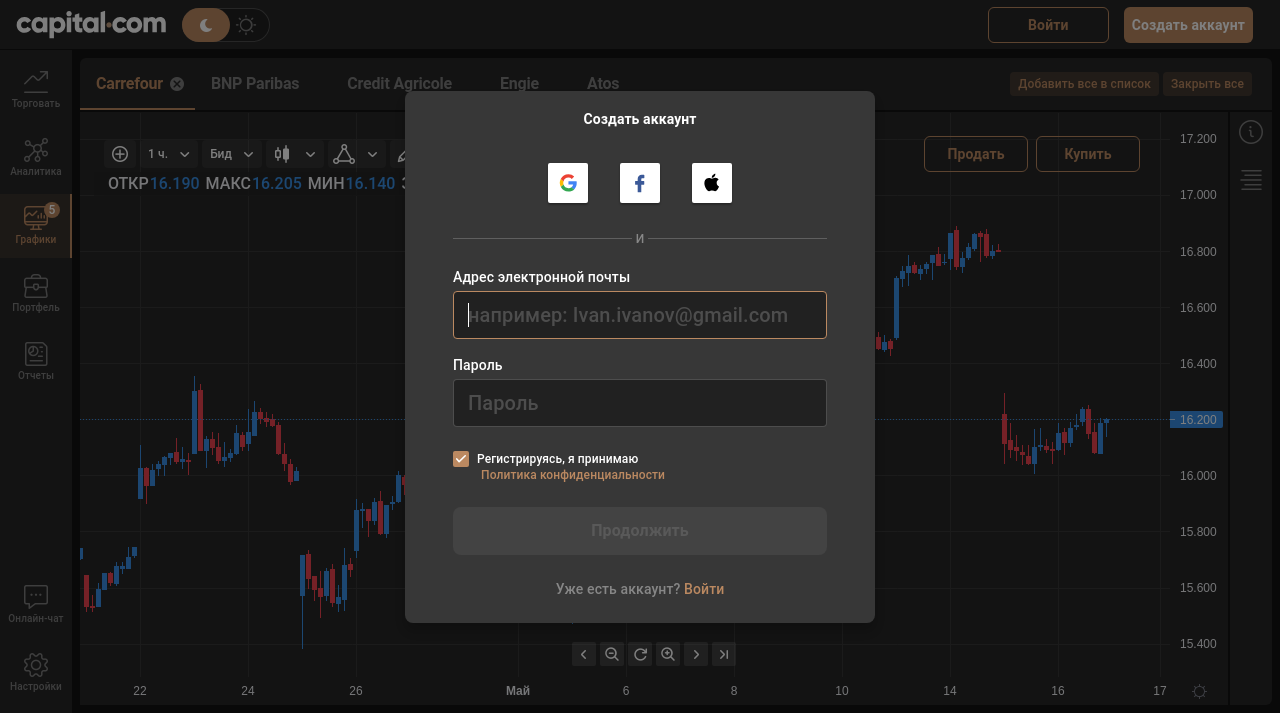 capital.com
Войти
Создать аккаунт
Carrefour
BNP Paribas
Credit Agricole
Engie
Atos
Добавить все в список
Закрыть все
Создать аккаунт
Торговать
Аналитика
5
Графики
Портфель
Отчеты
Онлайн-чат
Настройки
1 ч.
Бид
Продать
Купить
ОТКР16.190 МАКС16.205 МИН16.140
И
Адрес электронной почты
например: Ivan.ivanov@gmail.com
Пароль
Пароль
Регистрируясь, я принимаю
Политика конфиденциальности
Продолжить
Уже есть аккаунт? Войти
17.200
17.000
16.800
16.600
16.400
16.200
16.000
15.800
15.600
15.400
22
24
26
Май
6
8
10
14
16
17